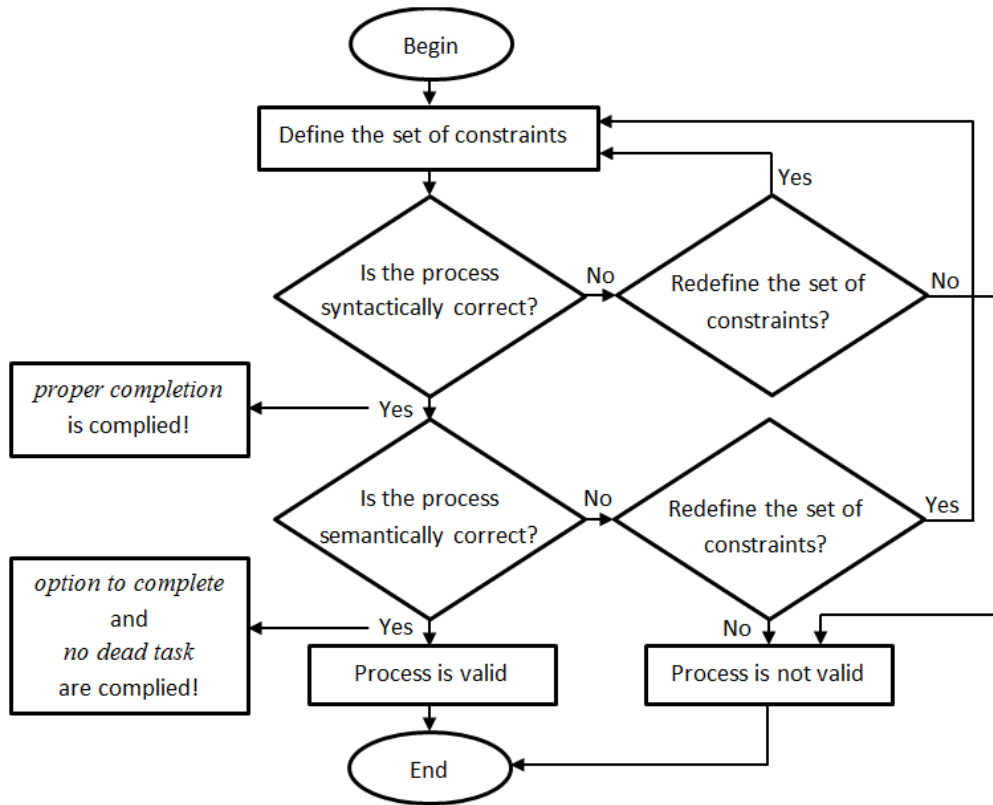 Begin
Define the set of constraints
Yes
Is the process
syntactically correct?
No
Redefine the set of
constraints?
No
proper completion
is complied!
Yes
Is the process
semantically correct?
No
Redefine the set of
constraints?
Yes
option to complete
and
no dead task
are complied!
Yes
No
Process is valid
Process is not valid
End